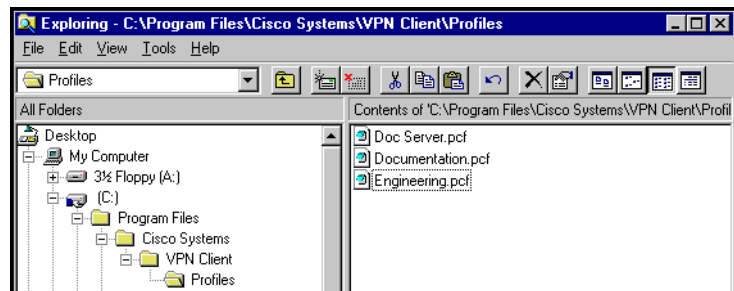 Exploring - C:\Program Files\Cisco Systems\VPN Client\Profiles
File Edit View Tools Help
Profiles
All Folders
Contents of 'C:\Program Files\Cisco Systems\VPN Client\Profil
Desktop
My Computer
3½ Floppy (A:)
(C:)
Program Files
Cisco Systems
VPN Client
Profiles
Doc Server.pcf
Documentation.pcf
Engineering.pcf